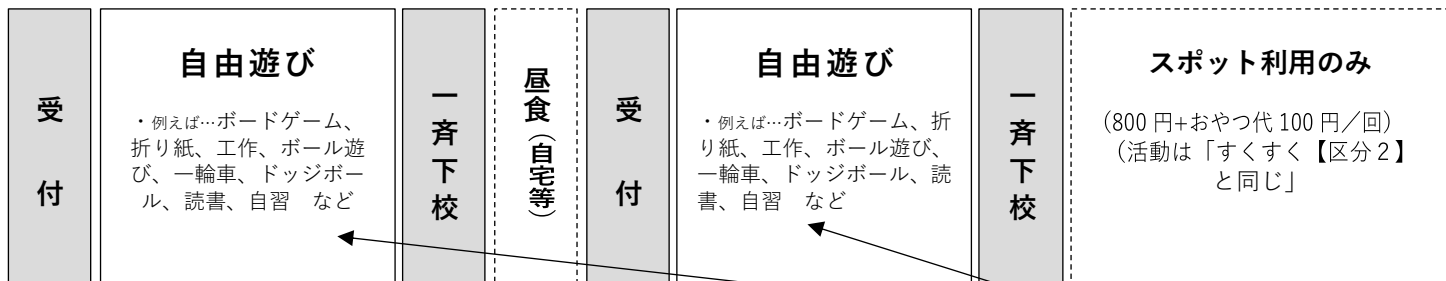 受付
自由遊び
・例えば…ボードゲーム、
折り紙、工作、ボール遊
び、一輪車、ドッジボー
ル、読書、自習　など
一斉下校
昼食（自宅等）
受付
自由遊び
・例えば…ボードゲーム、折
り紙、工作、ボール遊び、
一輪車、ドッジボール、読
書、自習　など
一斉下校
スポット利用のみ
（800 円+おやつ代 100 円／回）
（活動は「すくすく【区分２】
と同じ」